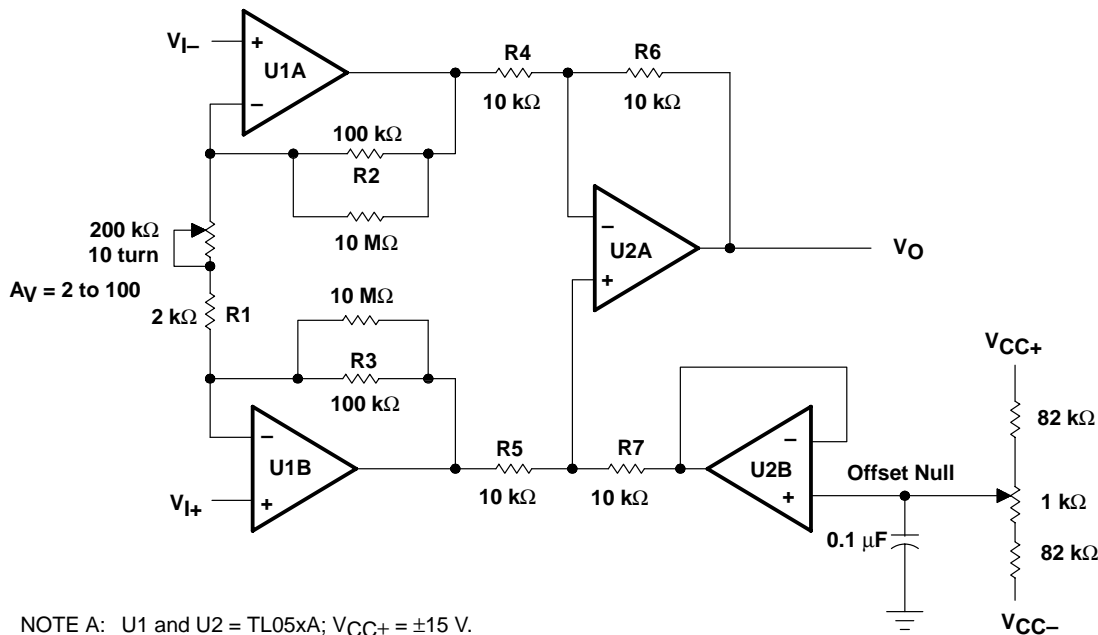 VI–
+
U1A
–
R4
10 kΩ
R6
10 kΩ
100 kΩ
R2
10 MΩ
200 kΩ
10 turn
AV = 2 to 100
2 kΩ
R1
10 MΩ
R3
100 kΩ
–
U2A
+
VO
–
U1B
+
VI+
R5
10 kΩ
R7
10 kΩ
–
U2B
+
Offset Null
0.1 μF
VCC+
82 kΩ
1 kΩ
82 kΩ
VCC–
NOTE A: U1 and U2 = TL05xA; VCC+ = ±15 V.